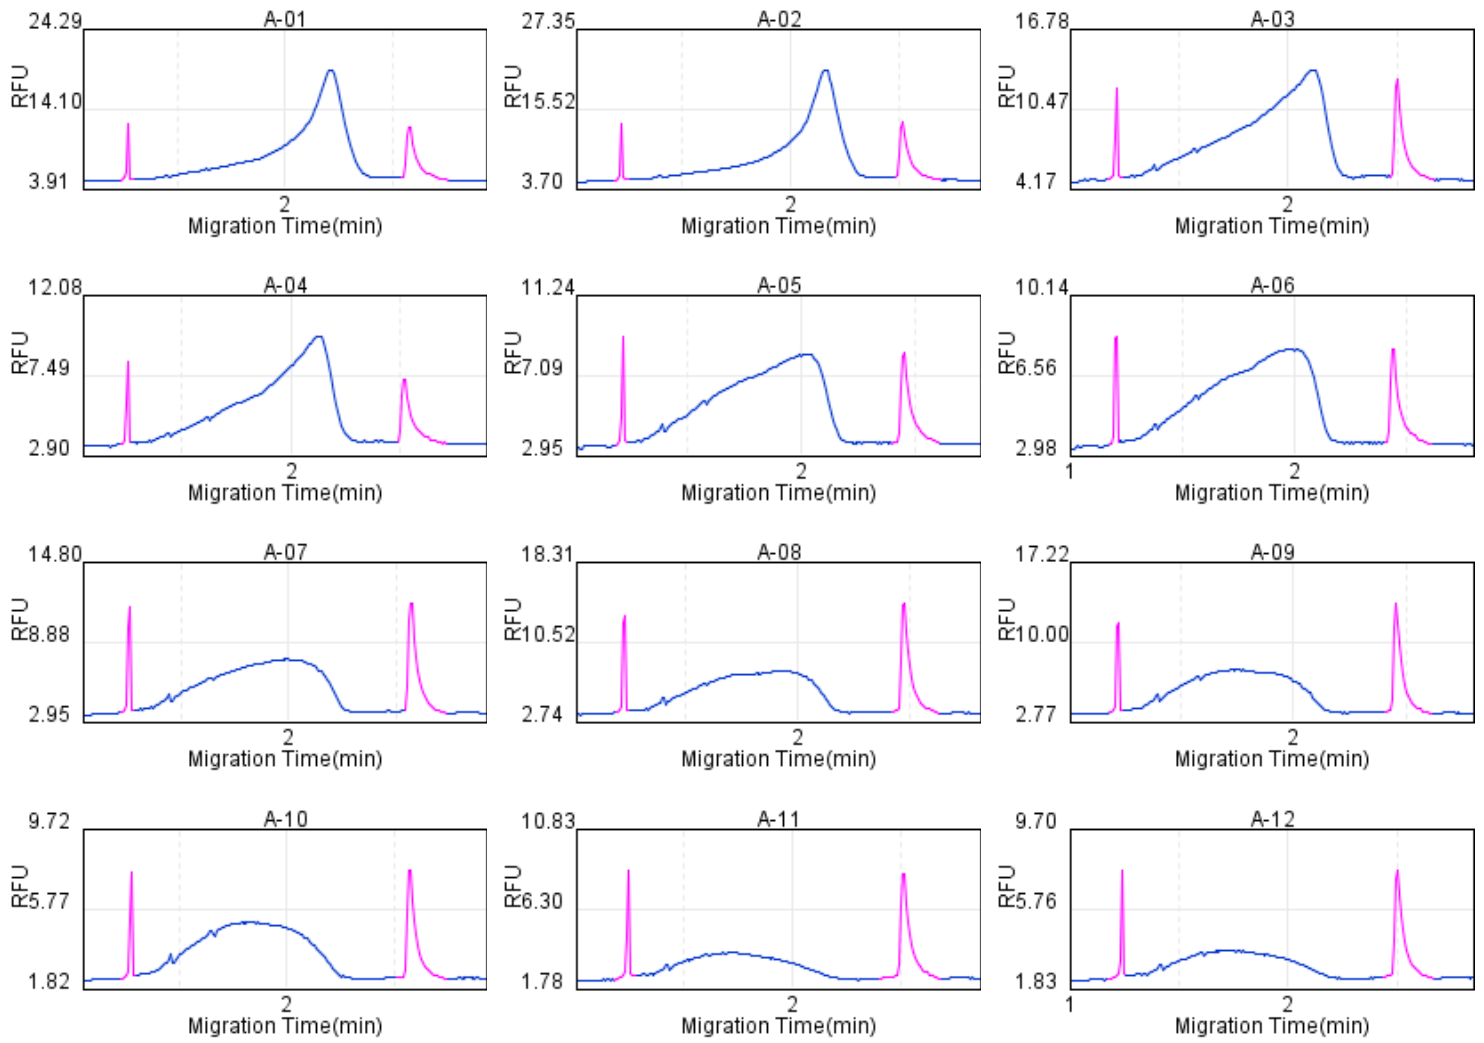 A-01
24.29
RFU
14.10
3.91
2
Migration Time(min)
A-02
27.35
RFU
15.52
3.70
2
Migration Time(min)
A-03
16.78
RFU
10.47
4.17
2
Migration Time(min)
A-04
12.08
RFU
7.49
2.90
2
Migration Time(min)
A-05
11.24
RFU
7.09
2.95
2
Migration Time(min)
A-06
10.14
RFU
6.56
2.98
1 2
Migration Time(min)
A-07
14.80
RFU
8.88
2.95
2
Migration Time(min)
A-08
18.31
RFU
10.52
2.74
2
Migration Time(min)
A-09
17.22
RFU
10.00
2.77
2
Migration Time(min)
A-10
9.72
RFU
5.77
1.82
2
Migration Time(min)
A-11
10.83
RFU
6.30
1.78
2
Migration Time(min)
A-12
9.70
RFU
5.76
1.83
1 2
Migration Time(min)